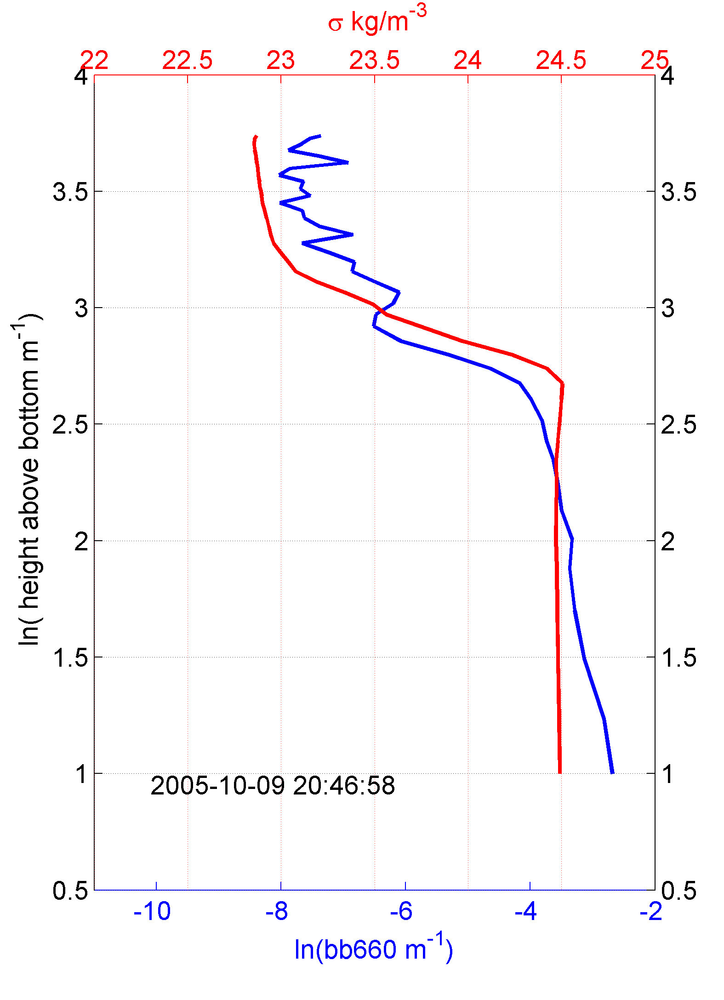 σ kg/m⁻³
22 22.5 23 23.5 24 24.5 25
4 4
3.5 3.5
3 3
2.5 2.5
2 2
1.5 1.5
1 1
0.5 0.5
ln( height above bottom m⁻¹)
2005-10-09 20:46:58
-10 -8 -6 -4 -2
ln(bb660 m⁻¹)